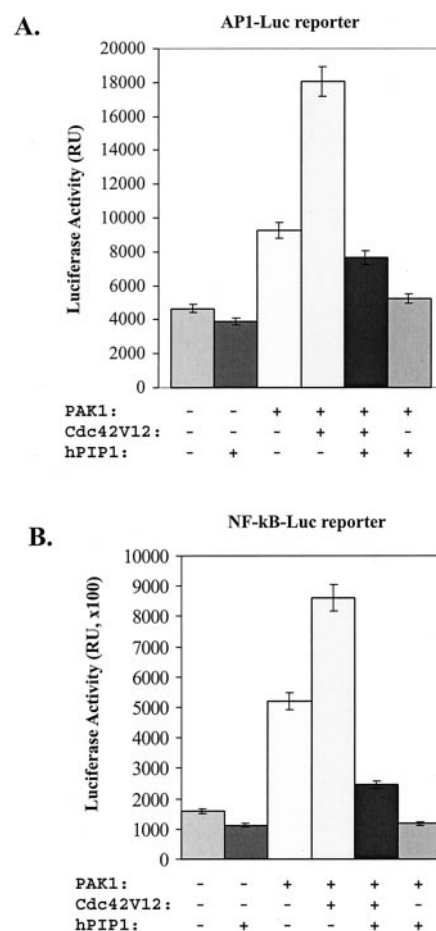 A.
AP1-Luc reporter
Luciferase Activity (RU)
20000
18000
16000
14000
12000
10000
8000
6000
4000
2000
0
PAK1: - - + + + +
Cdc42V12: - - - + + -
hPIP1: - + - - + +
B.
NF-kB-Luc reporter
Luciferase Activity (RU, x100)
10000
9000
8000
7000
6000
5000
4000
3000
2000
1000
0
PAK1: - - + + + +
Cdc42V12: - - - + + -
hPIP1: - + - - + +